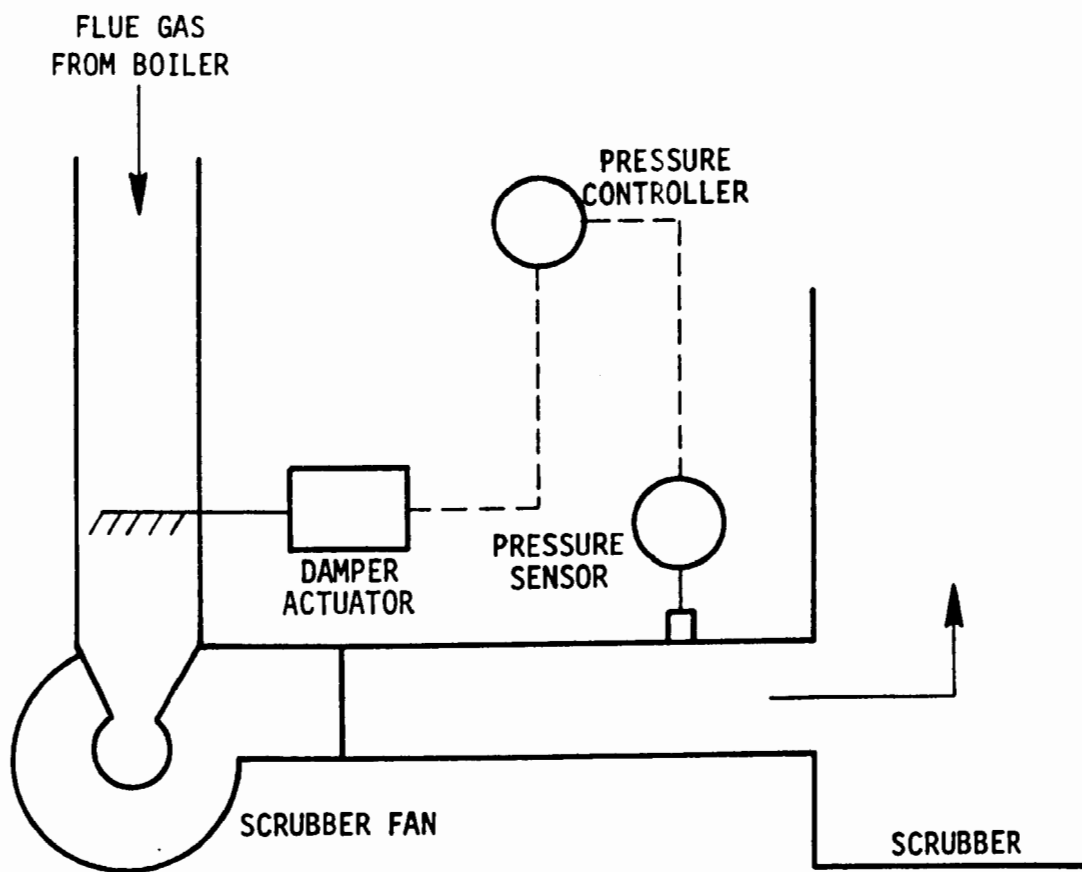 FLUE GAS
FROM BOILER
PRESSURE
CONTROLLER
PRESSURE
SENSOR
DAMPER
ACTUATOR
SCRUBBER FAN
SCRUBBER